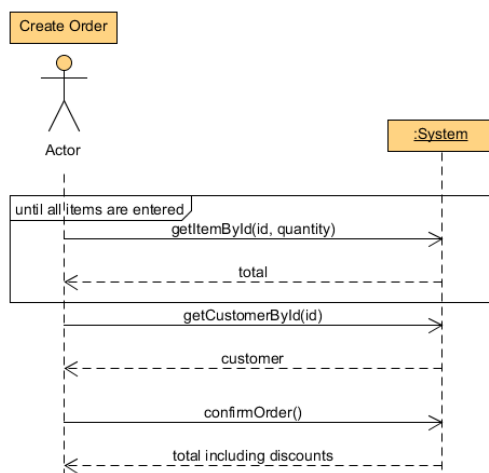 Create Order
Actor
:System
until all items are entered
getItemById(id, quantity)
total
getCustomerById(id)
customer
confirmOrder()
total including discounts